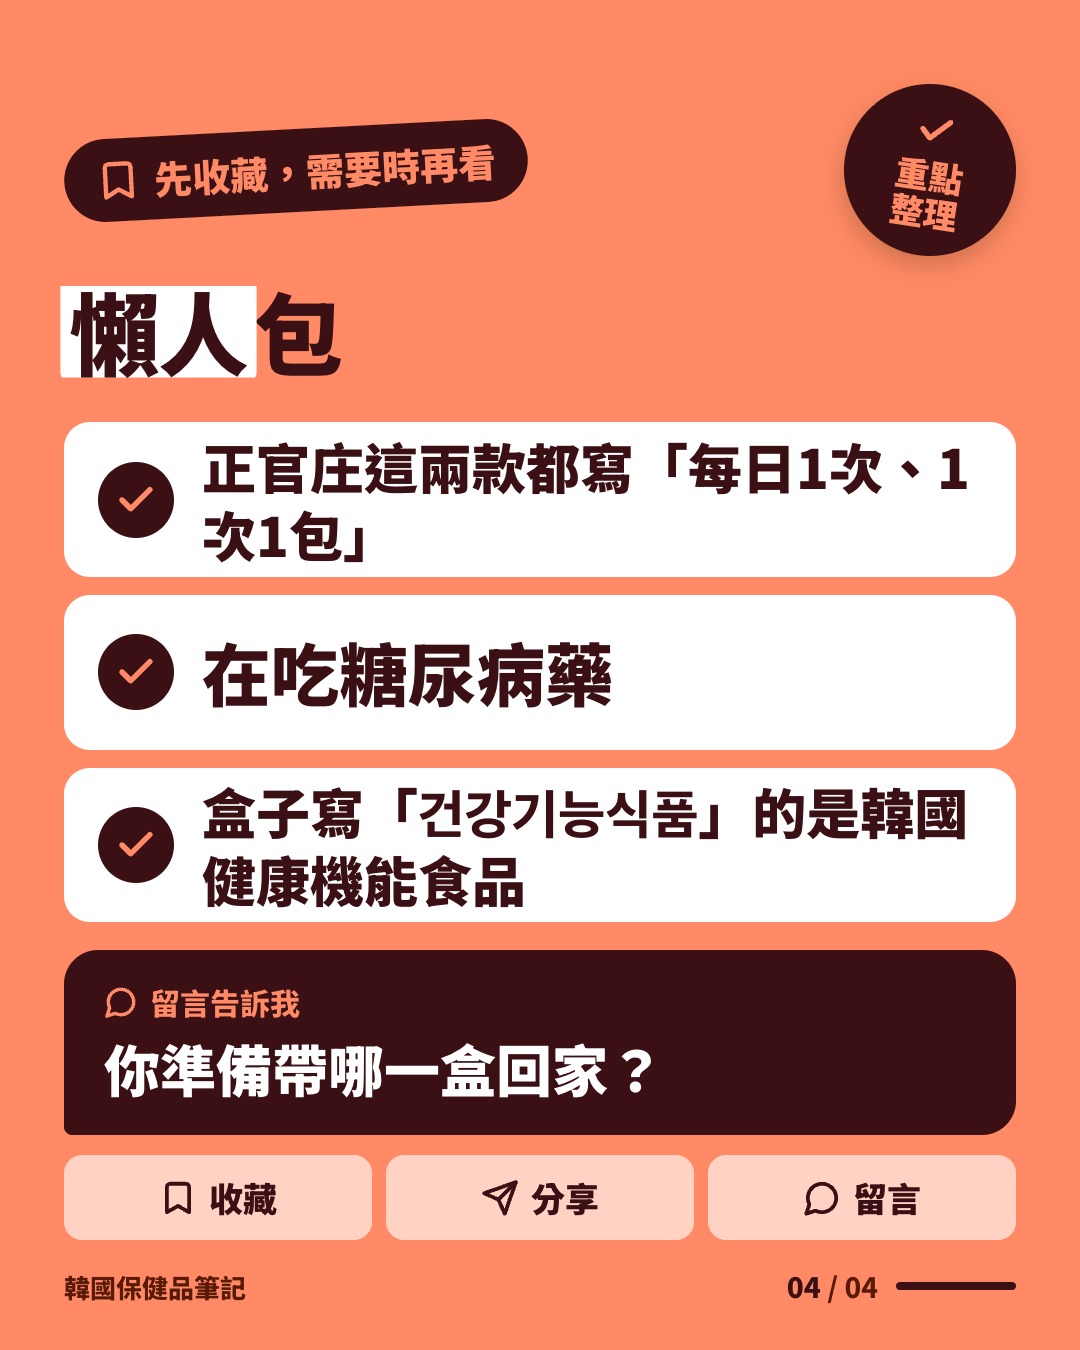 先收藏，需要時再看
重點
整理
懶人包
正官庄這兩款都寫「每日1次、1
次1包」
在吃糖尿病藥
盒子寫「건강기능식품」的是韓國
健康機能食品
留言告訴我
你準備帶哪一盒回家？
收藏
分享
留言
韓國保健品筆記
04 / 04